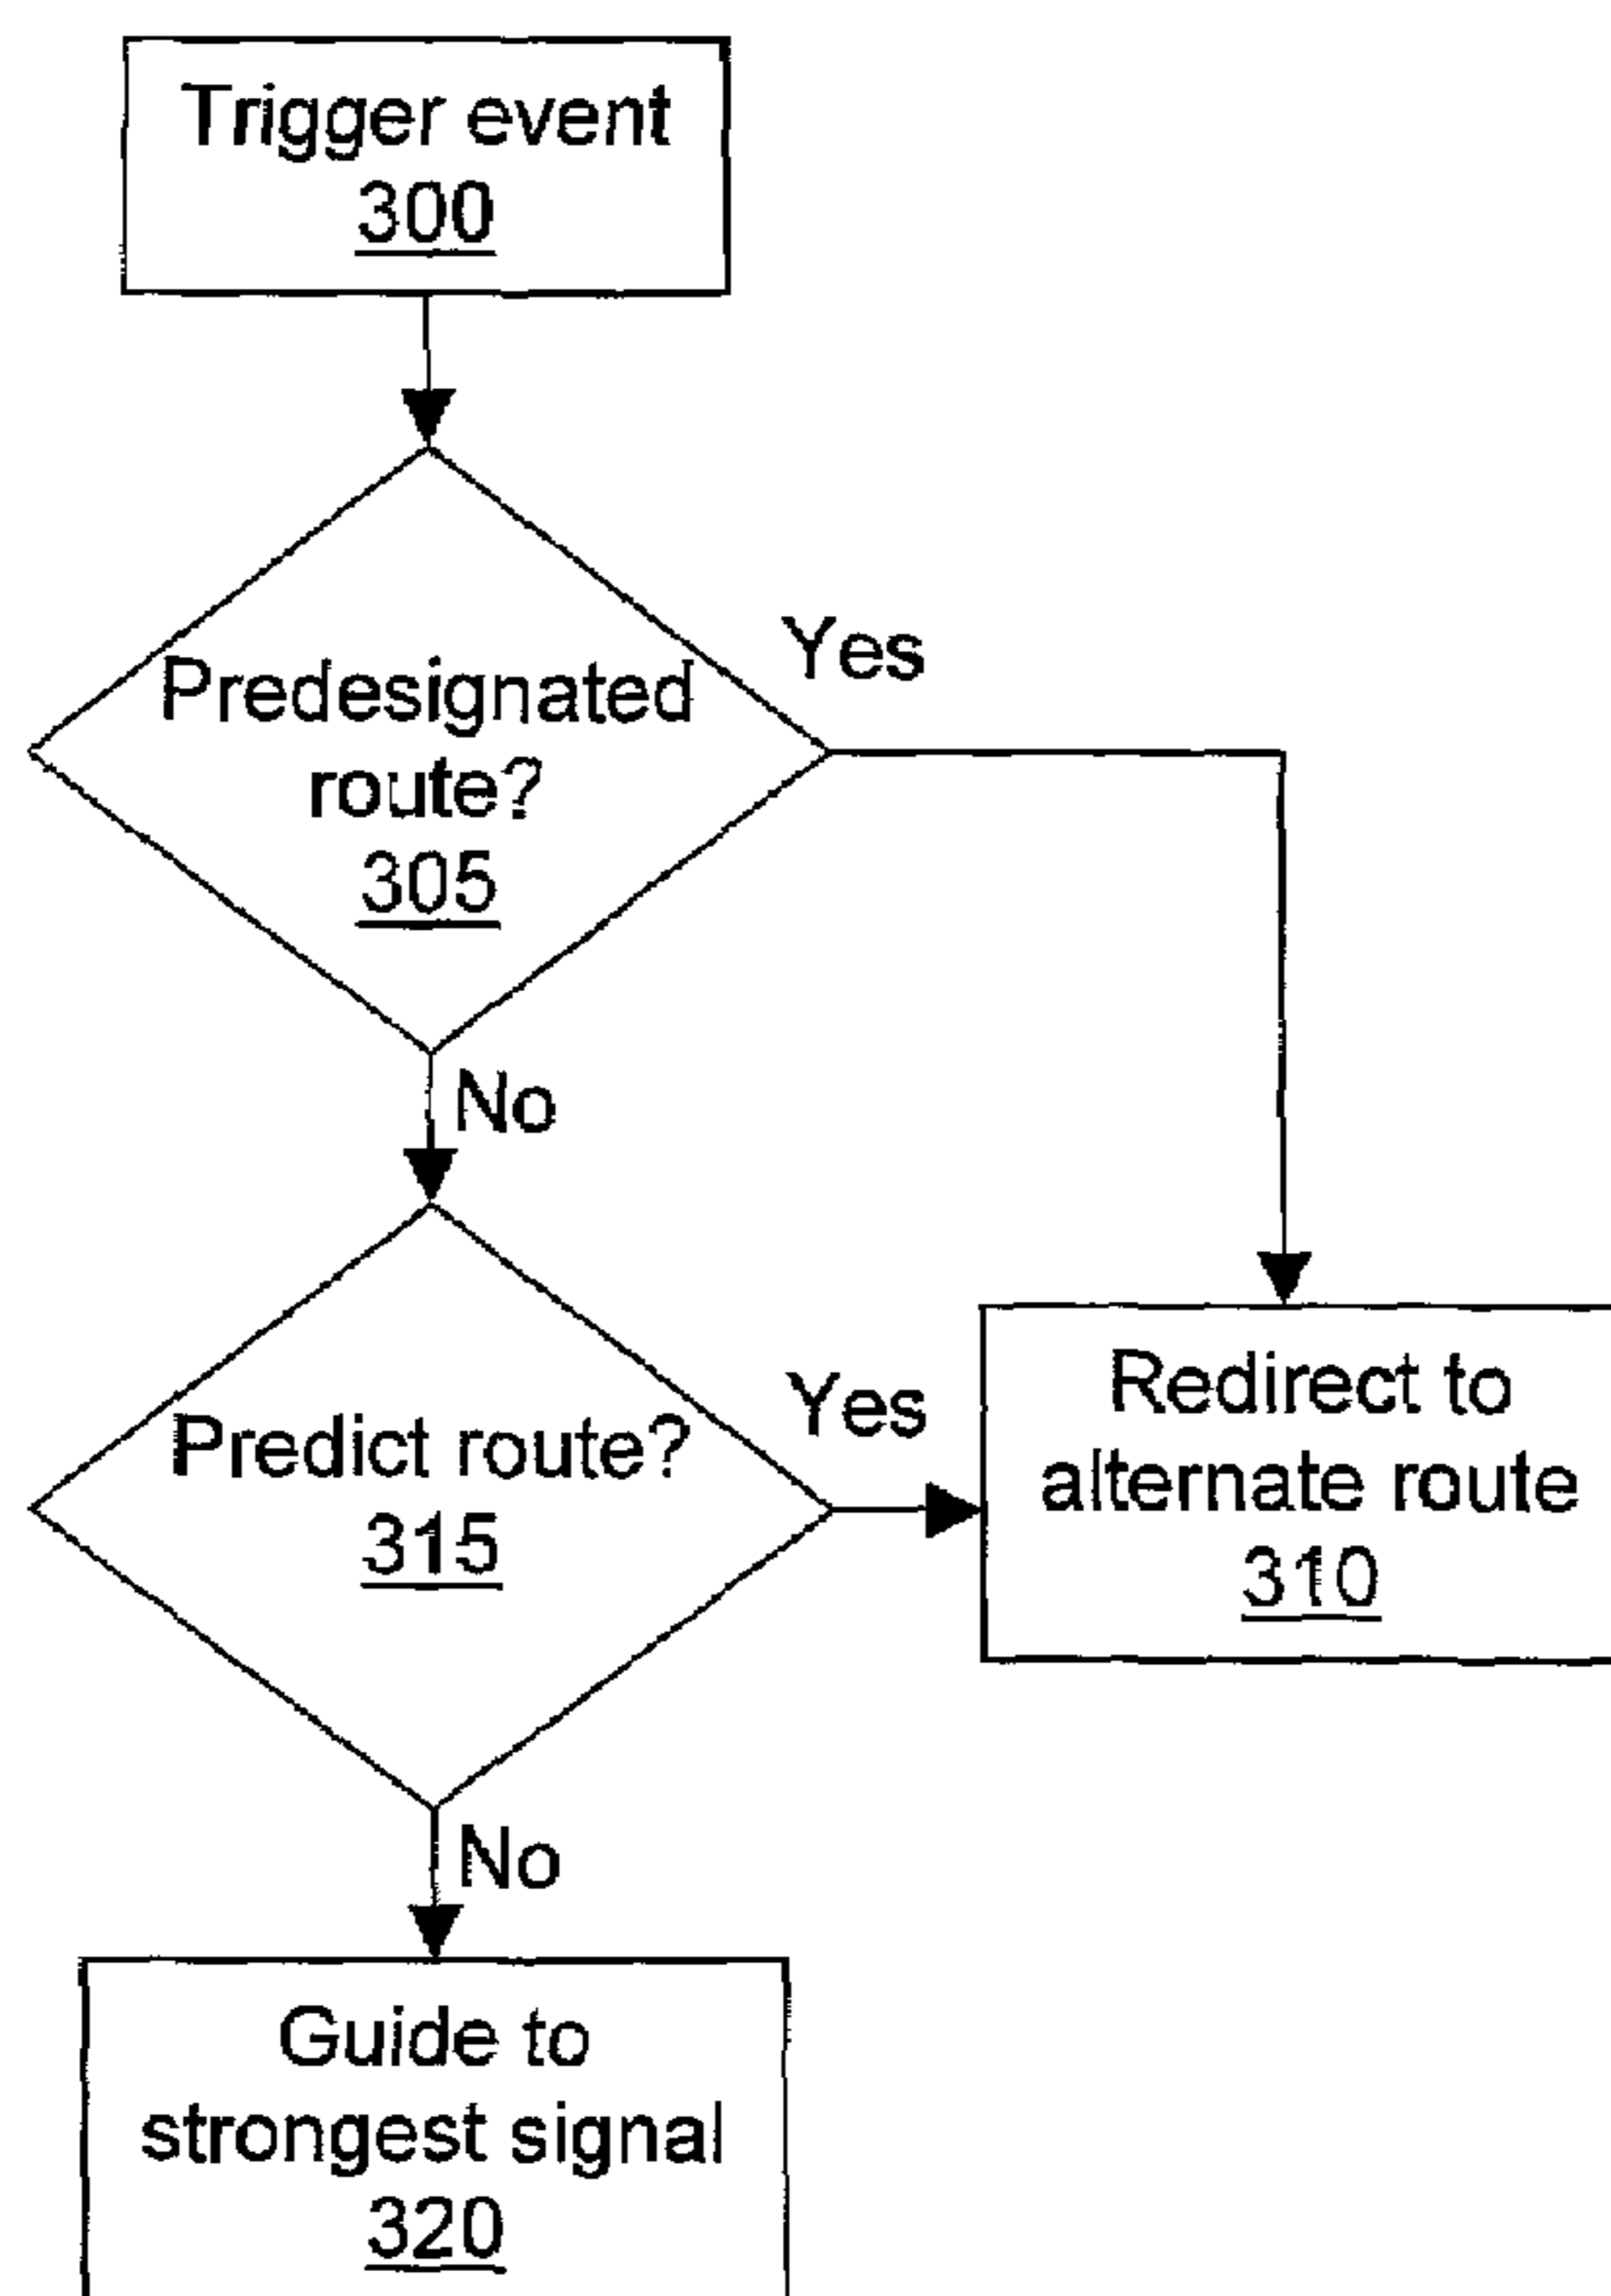 Trigger event
300
Predesignated
route?
305
Yes
No
Predict route?
315
Yes
Redirect to
alternate route
310
No
Guide to
strongest signal
320